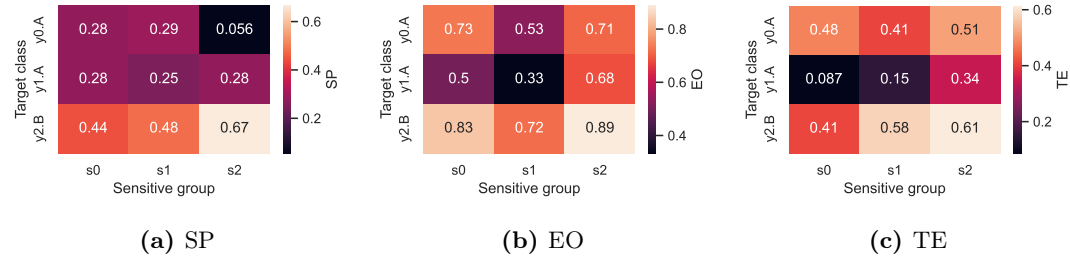 y0.A
y1.A
y2.B
Target class
0.28 0.29 0.056
0.28 0.25 0.28
0.44 0.48 0.67
s0 s1 s2
Sensitive group
0.6
0.4
0.2
SP
(a) SP
y0.A
y1.A
y2.B
Target class
0.73 0.53 0.71
0.5 0.33 0.68
0.83 0.72 0.89
s0 s1 s2
Sensitive group
0.8
0.6
0.4
EO
(b) EO
y0.A
y1.A
y2.B
Target class
0.48 0.41 0.51
0.087 0.15 0.34
0.41 0.58 0.61
s0 s1 s2
Sensitive group
0.6
0.4
0.2
TE
(c) TE